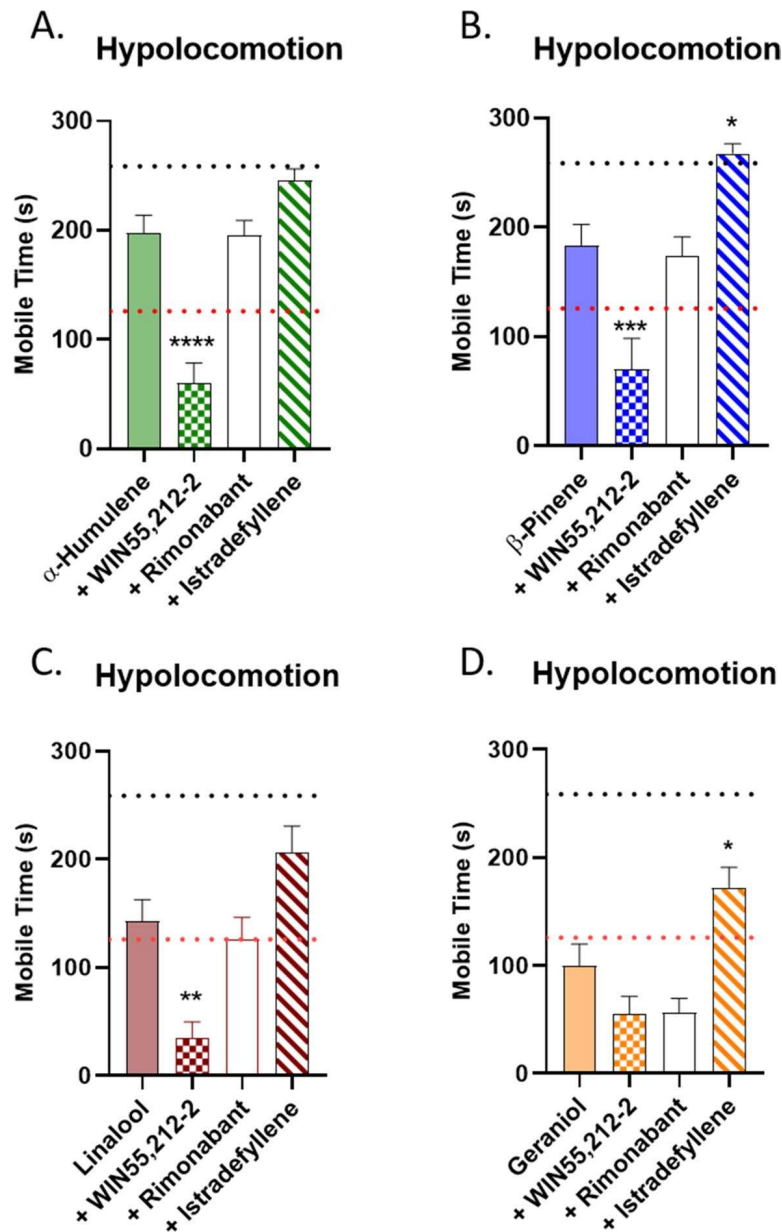 A.
Hypolocomotion
Mobile Time (s)
300
200
100
0
****
α-Humulene
+ WIN55,212-2
+ Rimonabant
+ Istradefyllene
B.
Hypolocomotion
Mobile Time (s)
300
200
100
0
***
*
β-Pinene
+ WIN55,212-2
+ Rimonabant
+ Istradefyllene
C.
Hypolocomotion
Mobile Time (s)
300
200
100
0
**
Linalool
+ WIN55,212-2
+ Rimonabant
+ Istradefyllene
D.
Hypolocomotion
Mobile Time (s)
300
200
100
0
*
Geraniol
+ WIN55,212-2
+ Rimonabant
+ Istradefyllene